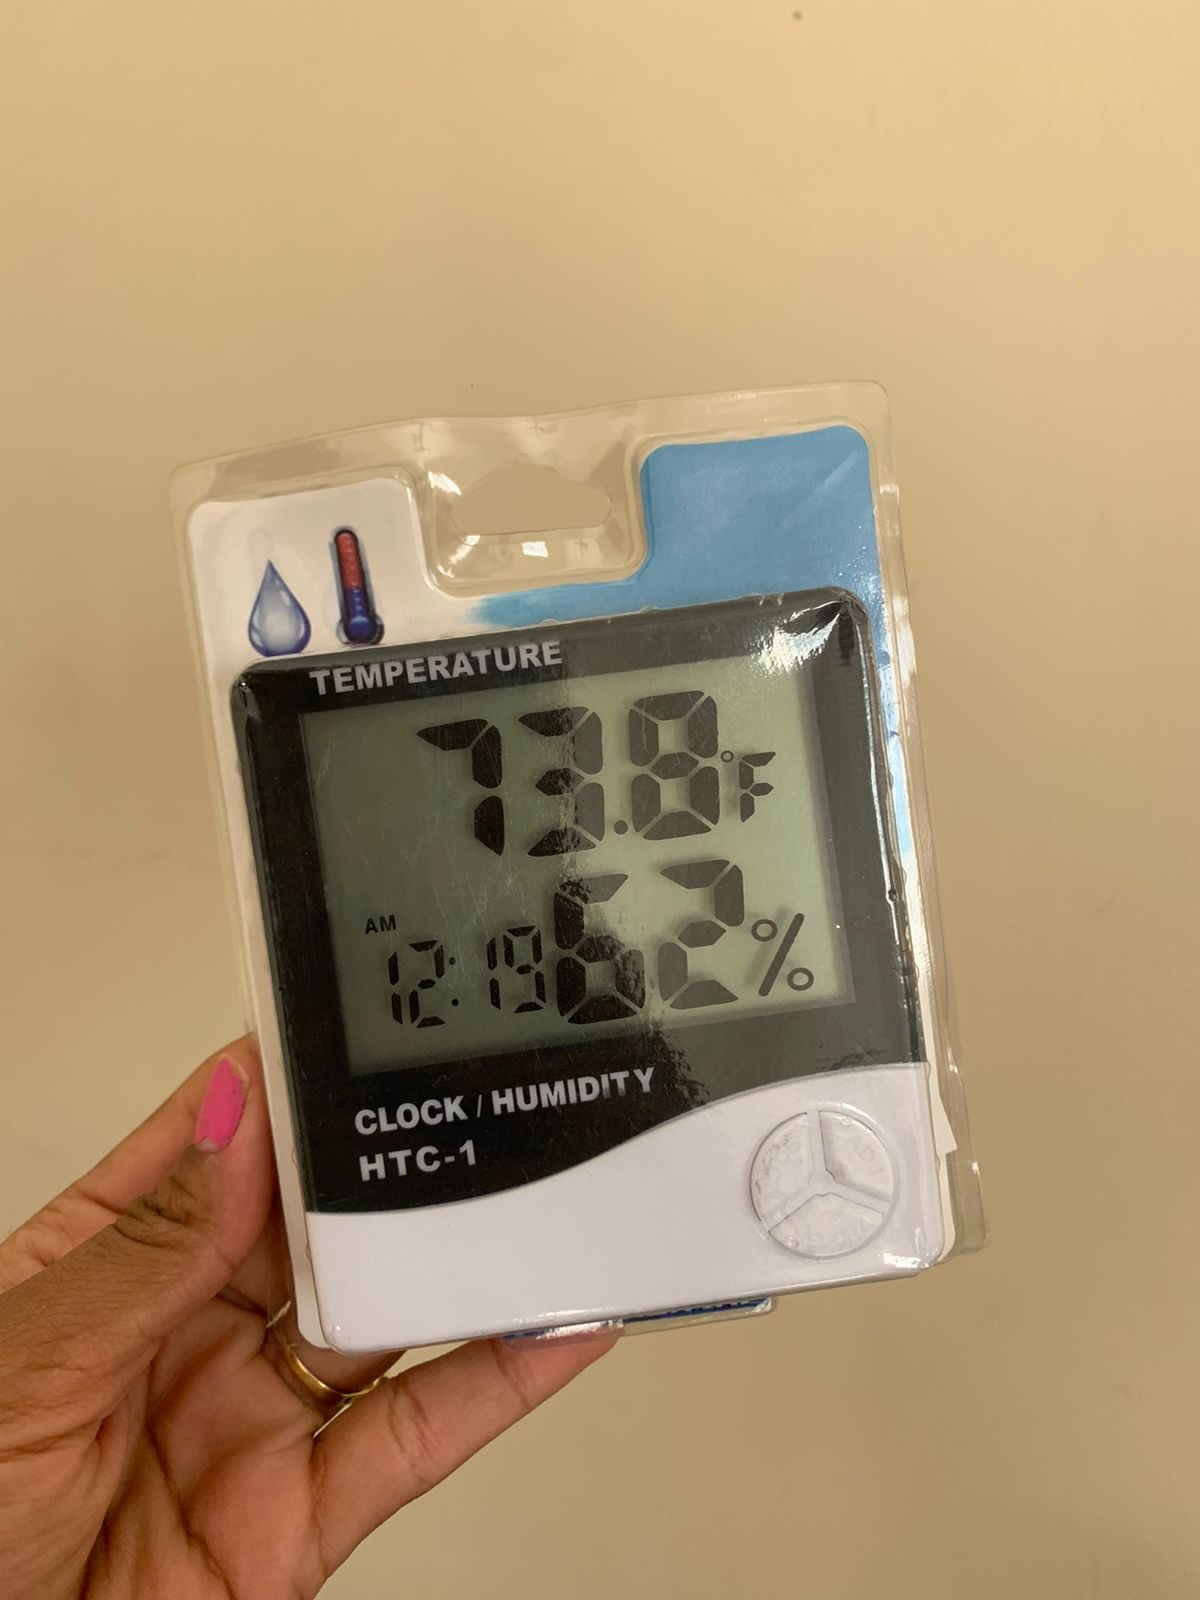 TEMPERATURE
73.8 °F
AM
12:19 62%
CLOCK / HUMIDITY
HTC-1